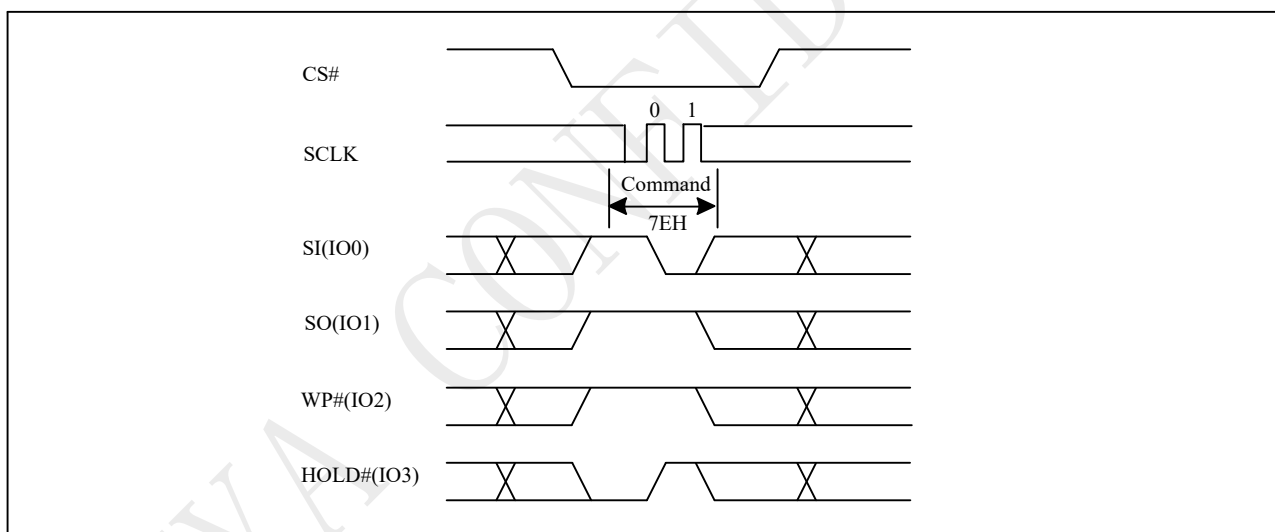 CS#
0 1
SCLK
Command
7EH
SI(IO0)
SO(IO1)
WP#(IO2)
HOLD#(IO3)